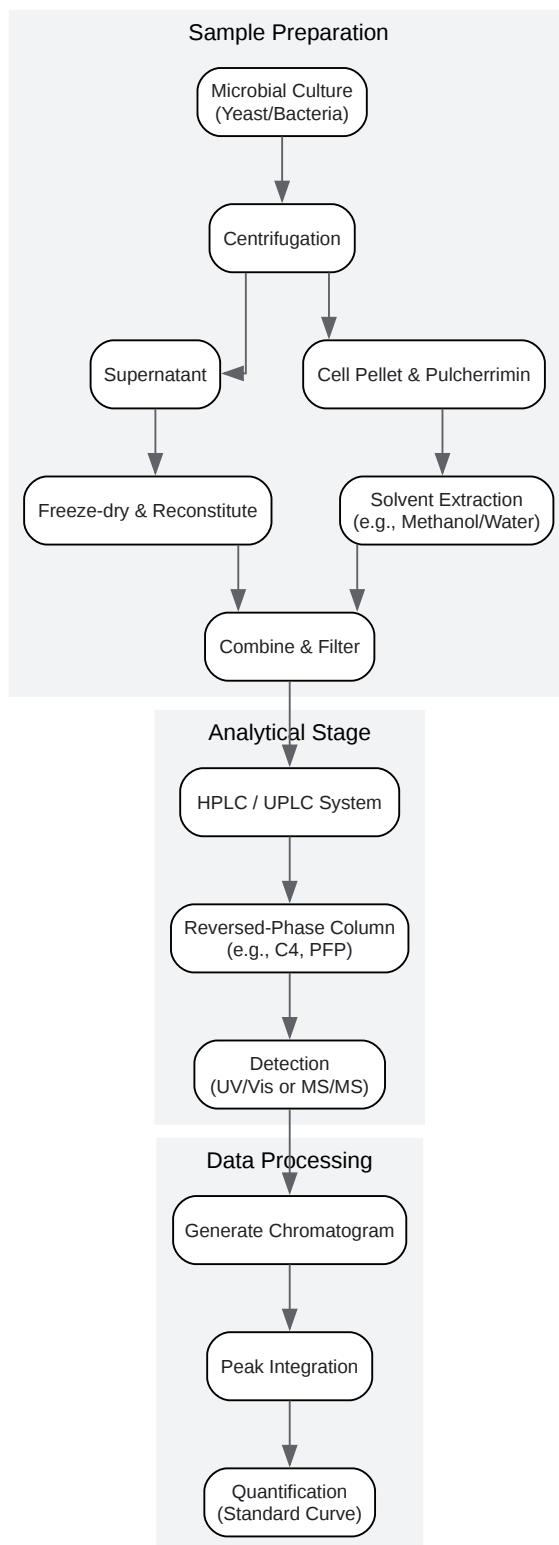 Sample Preparation
Microbial Culture
(Yeast/Bacteria)
Centrifugation
Supernatant
Cell Pellet & Pulcherrimin
Freeze-dry & Reconstitute
Solvent Extraction
(e.g., Methanol/Water)
Combine & Filter
Analytical Stage
HPLC / UPLC System
Reversed-Phase Column
(e.g., C4, PFP)
Detection
(UV/Vis or MS/MS)
Data Processing
Generate Chromatogram
Peak Integration
Quantification
(Standard Curve)